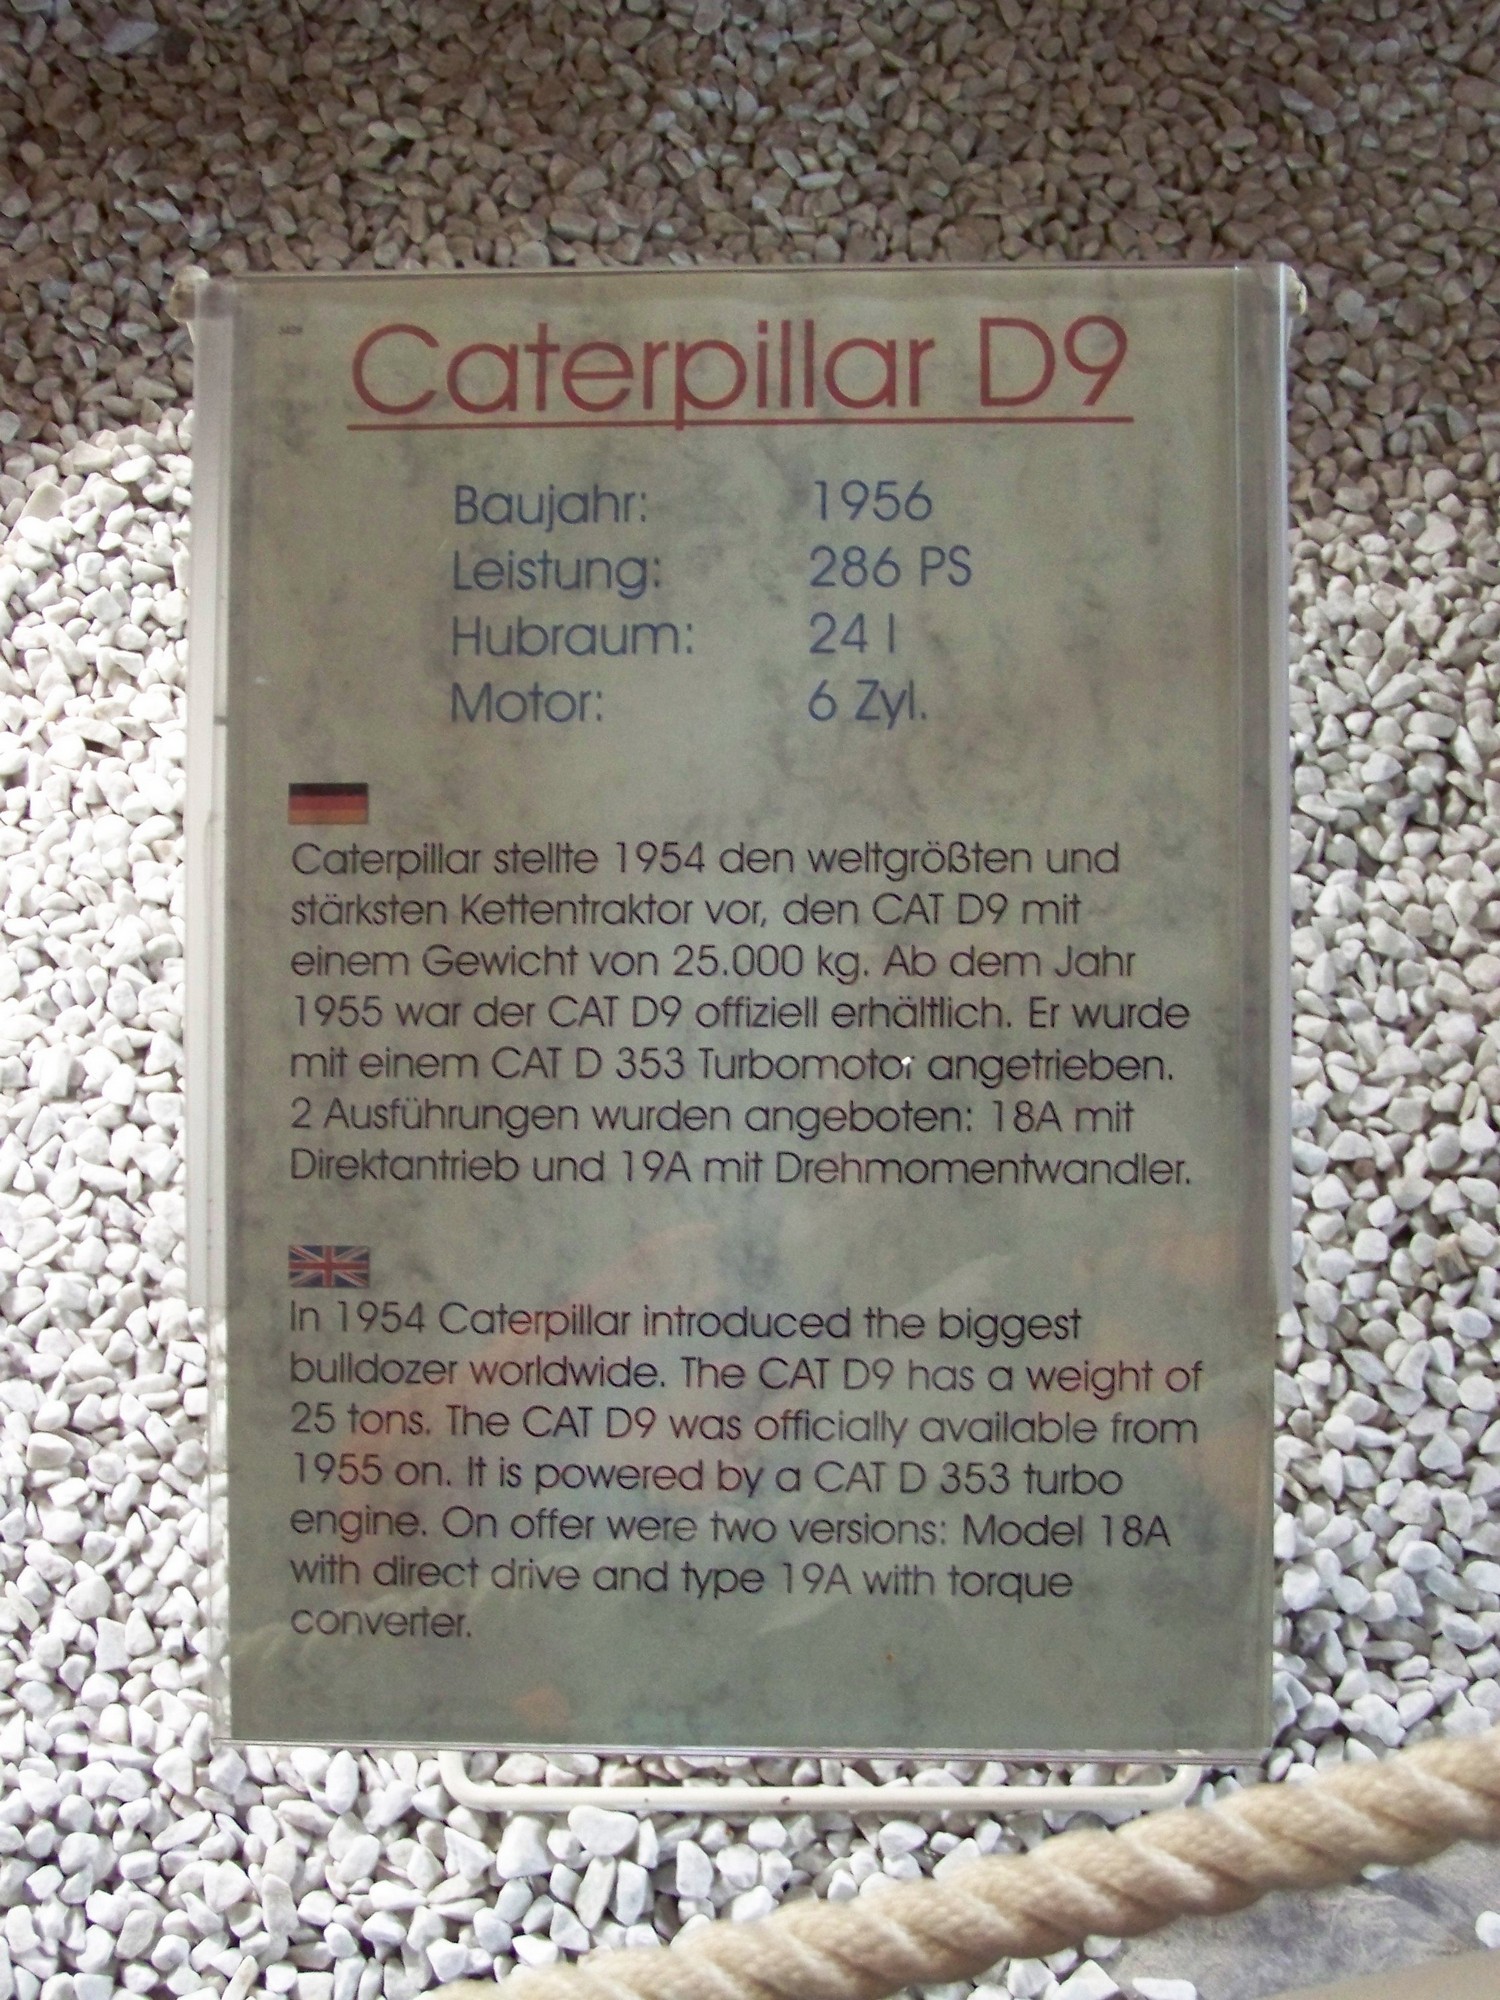 Caterpillar D9
Baujahr: 1956
Leistung: 286 PS
Hubraum: 24 l
Motor: 6 Zyl.
Caterpillar stellte 1954 den weltgrößten und
stärksten Kettentraktor vor, den CAT D9 mit
einem Gewicht von 25.000 kg. Ab dem Jahr
1955 war der CAT D9 offiziell erhältlich. Er wurde
mit einem CAT D 353 Turbomotor angetrieben.
2 Ausführungen wurden angeboten: 18A mit
Direktantrieb und 19A mit Drehmomentwandler.
In 1954 Caterpillar introduced the biggest
bulldozer worldwide. The CAT D9 has a weight of
25 tons. The CAT D9 was officially available from
1955 on. It is powered by a CAT D 353 turbo
engine. On offer were two versions: Model 18A
with direct drive and type 19A with torque
converter.